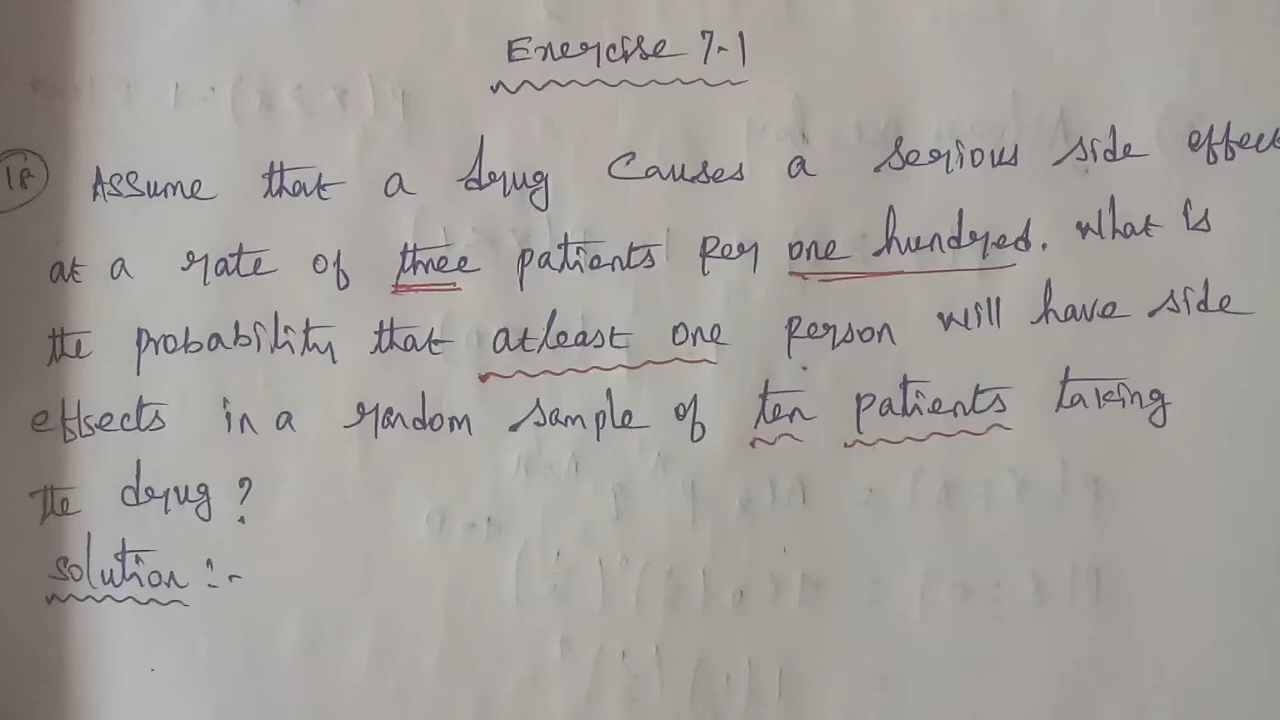 Exercise 7.1
18 Assume that a drug causes a serious side effect
at a rate of three patients per one hundred. What is
the probability that atleast one person will have side
effsects in a random sample of ten patients taking
the drug?
solution :-